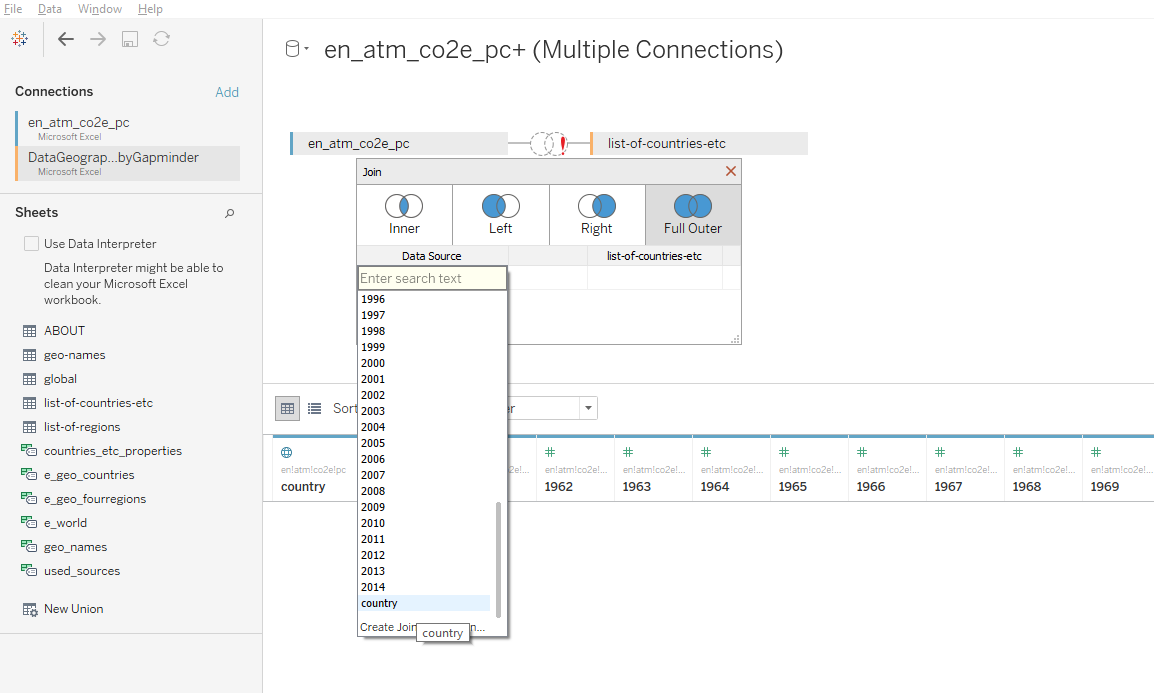 File Data Window Help
en_atm_co2e_pc+ (Multiple Connections)
Connections
Add
en_atm_co2e_pc
Microsoft Excel
DataGeograp...byGapminder
Microsoft Excel
Sheets
Use Data Interpreter
Data Interpreter might be able to
clean your Microsoft Excel
workbook.
ABOUT
geo-names
global
list-of-countries-etc
list-of-regions
countries_etc_properties
e_geo_countries
e_geo_fourregions
e_world
geo_names
used_sources
New Union
en_atm_co2e_pc
list-of-countries-etc
Join
Inner
Left
Right
Full Outer
Data Source
list-of-countries-etc
Enter search text
1996
1997
1998
1999
2000
2001
2002
2003
2004
2005
2006
2007
2008
2009
2010
2011
2012
2013
2014
country
Create Join
n...
country
Sort
er
en!atm!co2e!pc
country
2e!...
en!atm!co2e!...
1962
en!atm!co2e!...
1963
en!atm!co2e!...
1964
en!atm!co2e!...
1965
en!atm!co2e!...
1966
en!atm!co2e!...
1967
en!atm!co2e!...
1968
en!atm!co2e!...
1969